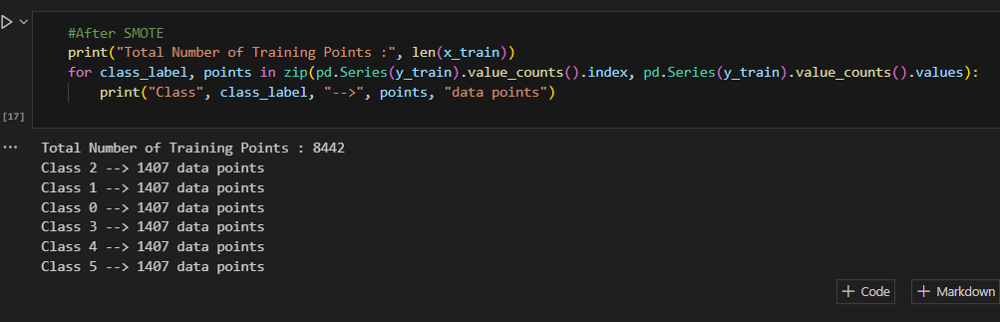 #After SMOTE
print("Total Number of Training Points :", len(x_train))
for class_label, points in zip(pd.Series(y_train).value_counts().index, pd.Series(y_train).value_counts().values):
    print("Class", class_label, "-->", points, "data points")
[17]
... Total Number of Training Points : 8442
Class 2 --> 1407 data points
Class 1 --> 1407 data points
Class 0 --> 1407 data points
Class 3 --> 1407 data points
Class 4 --> 1407 data points
Class 5 --> 1407 data points
+ Code + Markdown